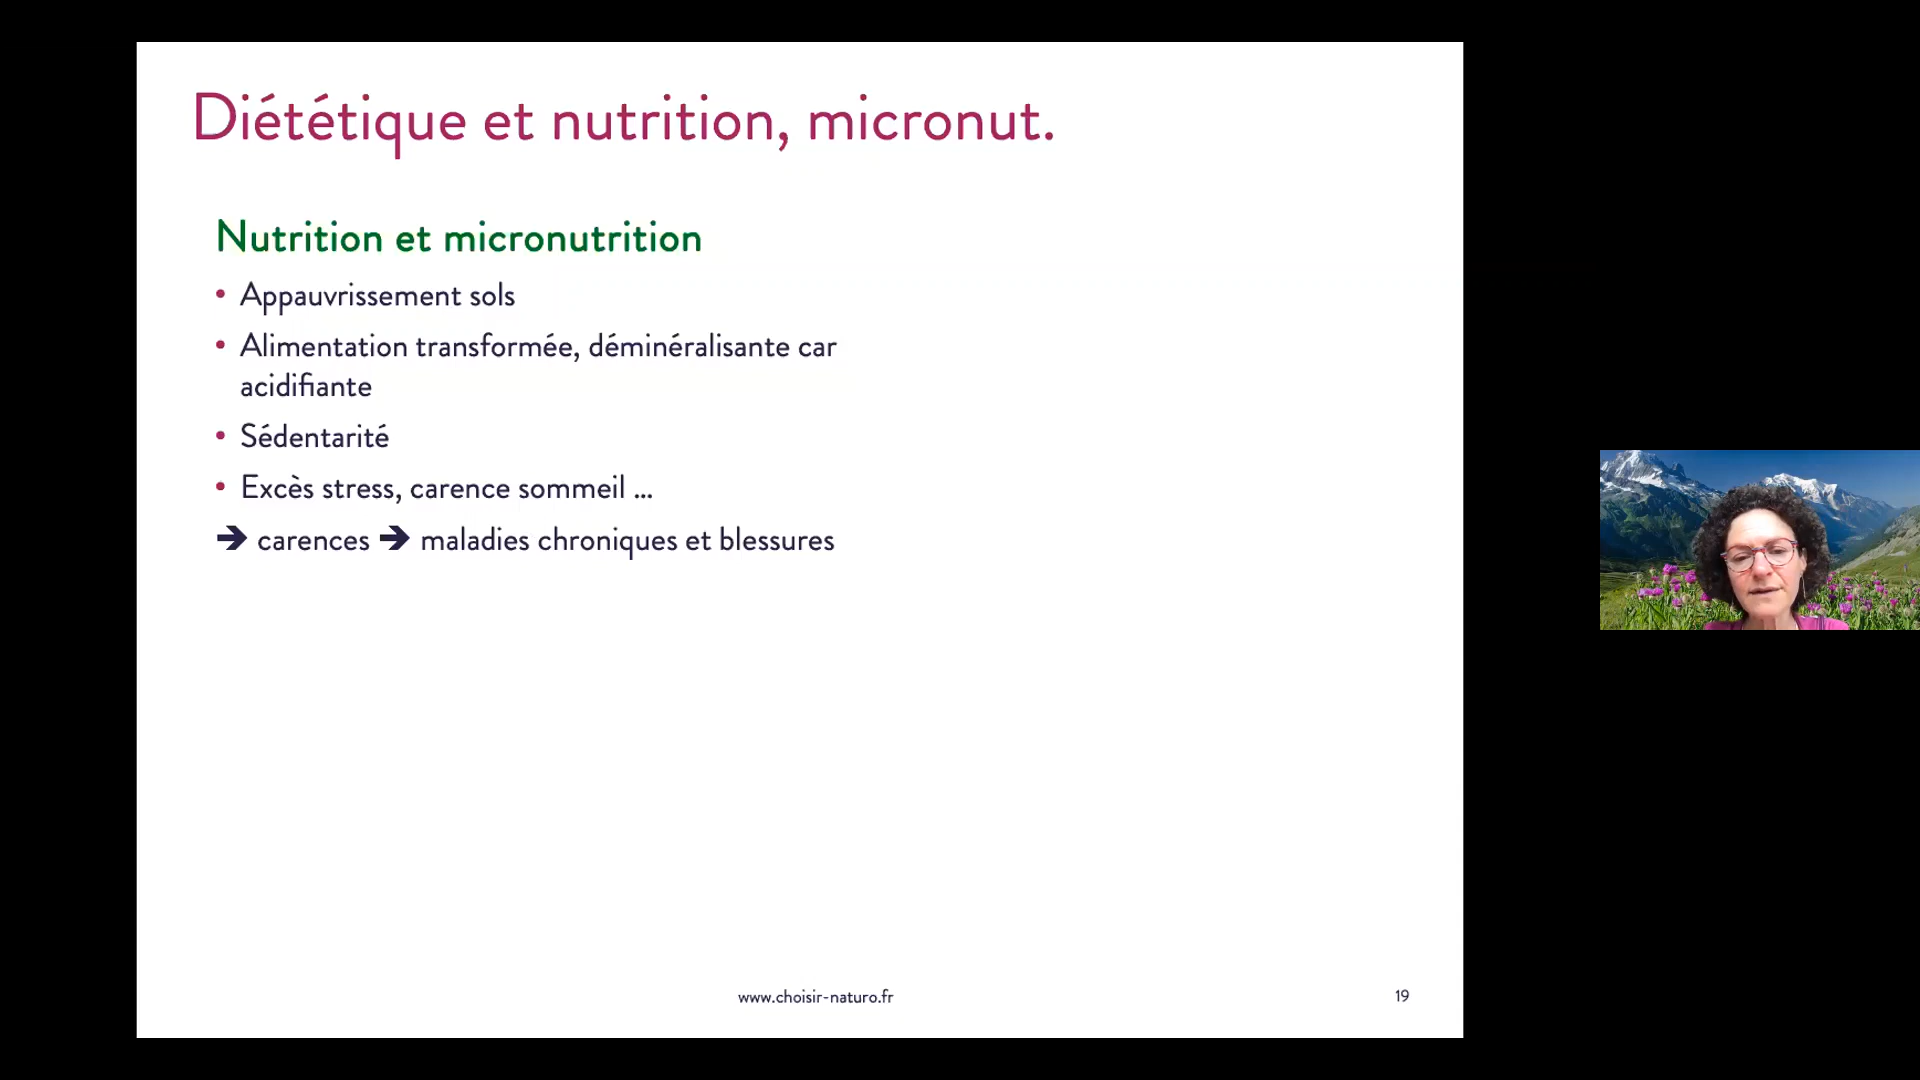 Diététique et nutrition, micronut.
Nutrition et micronutrition
• Appauvrissement sols
• Alimentation transformée, déminéralisante car
acidifiante
• Sédentarité
• Excès stress, carence sommeil ...
➔ carences ➔ maladies chroniques et blessures
www.choisir-naturo.fr
19